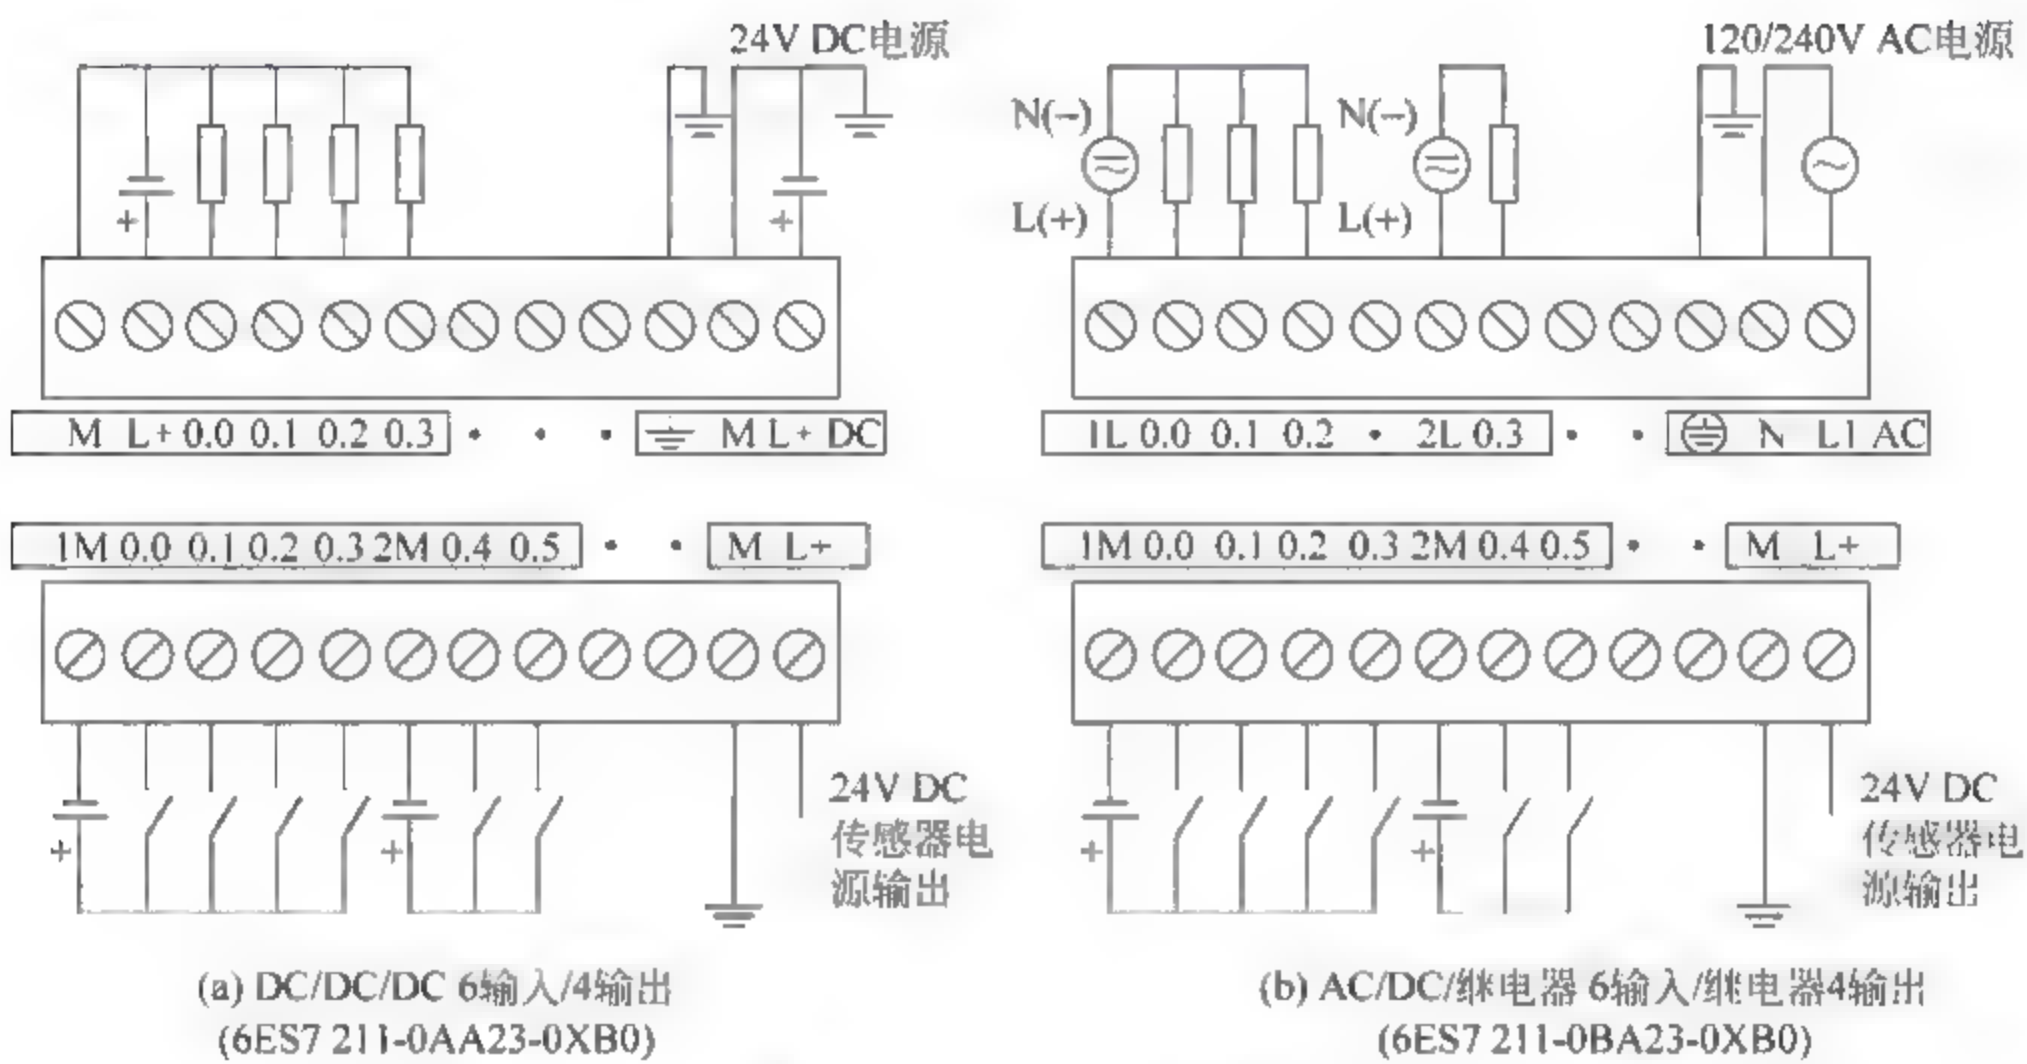 24V DC电源
+
+
M L+ 0.0 0.1 0.2 0.3 • • • M L+ DC
1M 0.0 0.1 0.2 0.3 2M 0.4 0.5 • • M L+
+
+
24V DC
传感器电
源输出
(a) DC/DC/DC 6输入/4输出
(6ES7 211-0AA23-0XB0)
120/240V AC电源
N(−)
N(−)
L(+)
L(+)
1L 0.0 0.1 0.2 • 2L 0.3 • • N L1 AC
1M 0.0 0.1 0.2 0.3 2M 0.4 0.5 • • M L+
+
+
24V DC
传感器电
源输出
(b) AC/DC/继电器 6输入/继电器4输出
(6ES7 211-0BA23-0XB0)